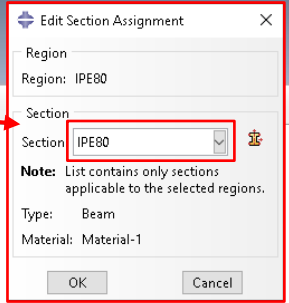 Edit Section Assignment
Region
Region: IPE80
Section
Section: IPE80
Note: List contains only sections
applicable to the selected regions.
Type: Beam
Material: Material-1
OK Cancel